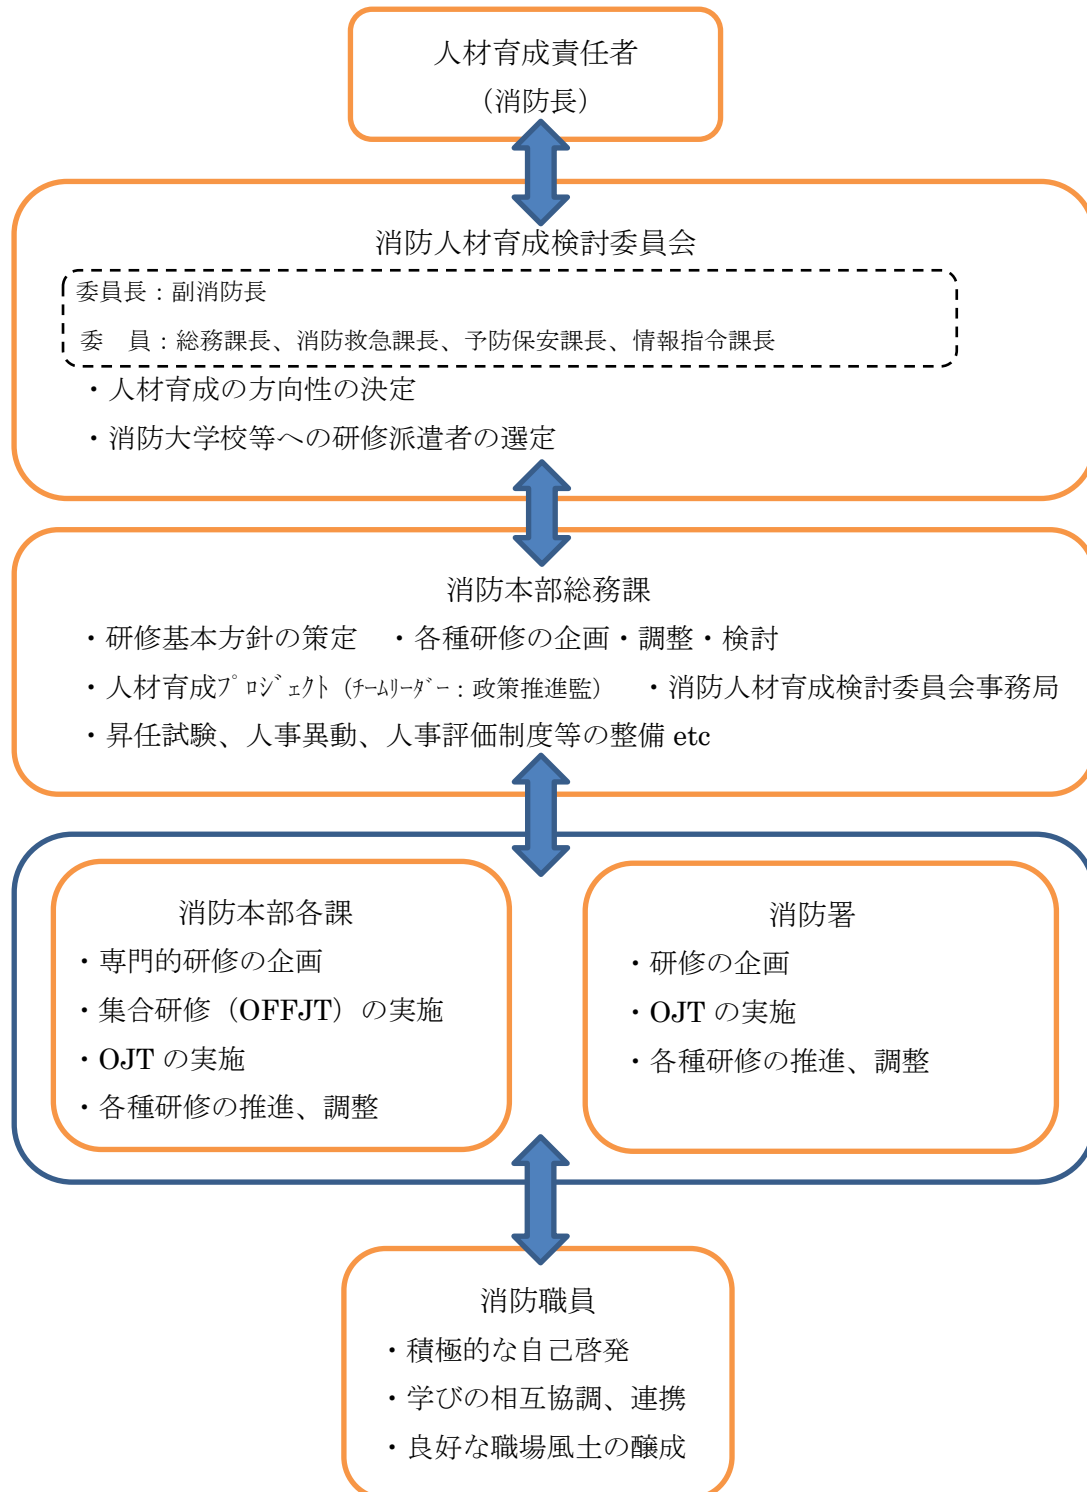 人材育成責任者
（消防長）
消防人材育成検討委員会
委員長：副消防長
委　員：総務課長、消防救急課長、予防保安課長、情報指令課長
・人材育成の方向性の決定
・消防大学校等への研修派遣者の選定
消防本部総務課
・研修基本方針の策定　・各種研修の企画・調整・検討
・人材育成ﾌﾟﾛｼﾞｪｸﾄ（ﾁｰﾑﾘｰﾀﾞｰ：政策推進監）　・消防人材育成検討委員会事務局
・昇任試験、人事異動、人事評価制度等の整備 etc
消防本部各課
・専門的研修の企画
・集合研修（OFFJT）の実施
・OJT の実施
・各種研修の推進、調整
消防署
・研修の企画
・OJT の実施
・各種研修の推進、調整
消防職員
・積極的な自己啓発
・学びの相互協調、連携
・良好な職場風土の醸成